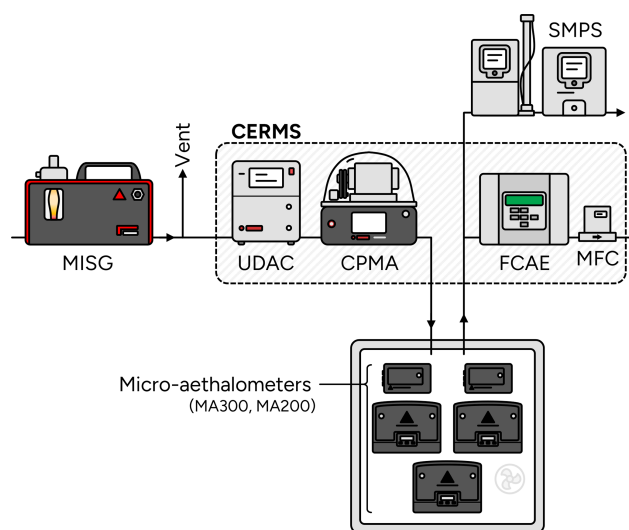 SMPS
Vent
CERMS
MISG
UDAC
CPMA
FCAE
MFC
Micro-aethalometers
(MA300, MA200)